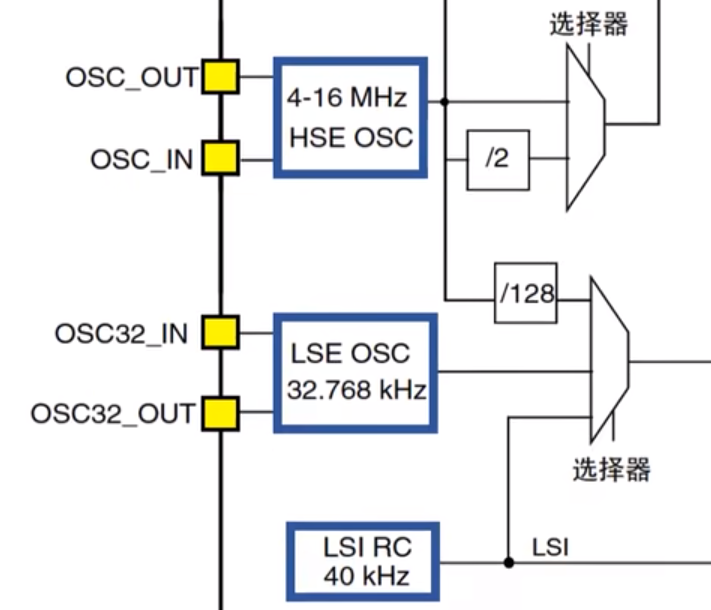 选择器
OSC_OUT
4-16 MHz
HSE OSC
OSC_IN
/2
/128
OSC32_IN
LSE OSC
32.768 kHz
OSC32_OUT
选择器
LSI RC
40 kHz
LSI